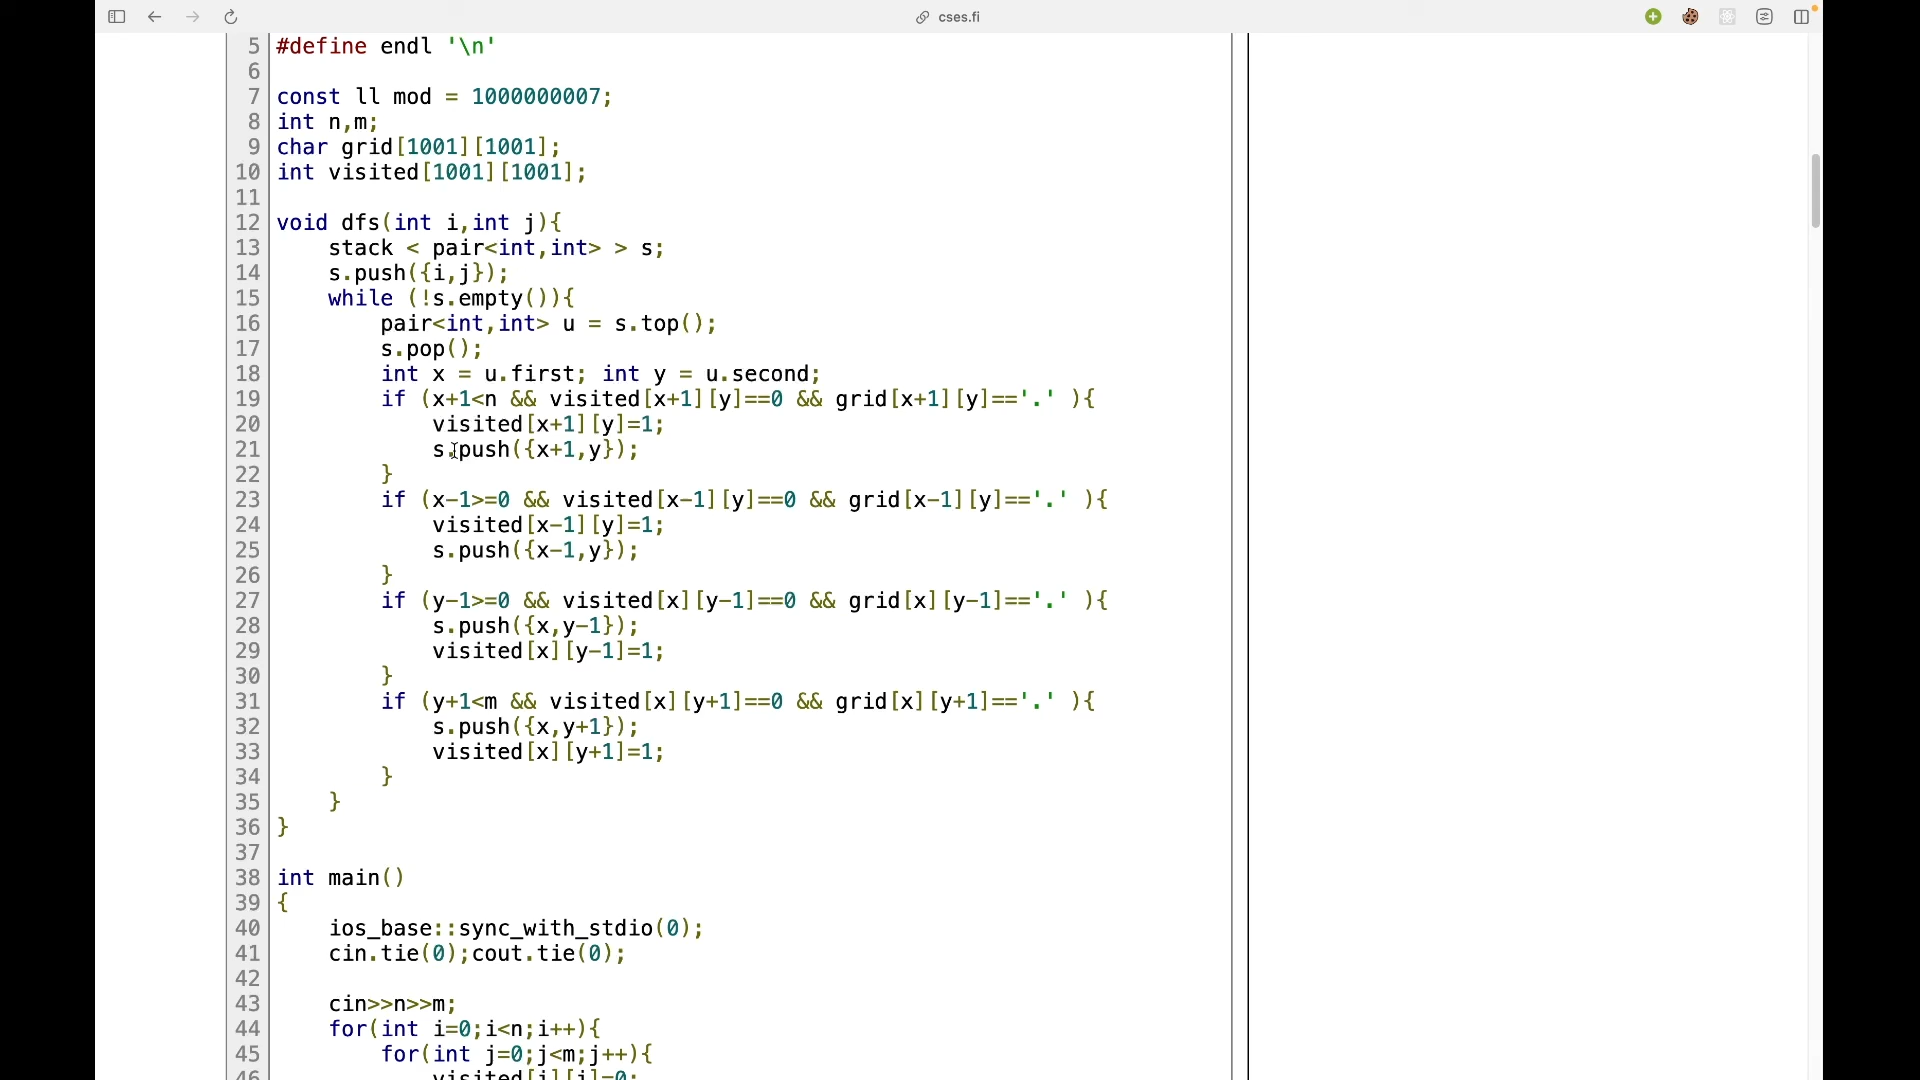 cses.fi
5 #define endl '\n'
6
7 const ll mod = 1000000007;
8 int n,m;
9 char grid[1001][1001];
10 int visited[1001][1001];
11
12 void dfs(int i,int j){
13     stack < pair<int,int> > s;
14     s.push({i,j});
15     while (!s.empty()){
16         pair<int,int> u = s.top();
17         s.pop();
18         int x = u.first; int y = u.second;
19         if (x+1<n && visited[x+1][y]==0 && grid[x+1][y]=='.' ){
20             visited[x+1][y]=1;
21             s.push({x+1,y});
22         }
23         if (x-1>=0 && visited[x-1][y]==0 && grid[x-1][y]=='.' ){
24             visited[x-1][y]=1;
25             s.push({x-1,y});
26         }
27         if (y-1>=0 && visited[x][y-1]==0 && grid[x][y-1]=='.' ){
28             s.push({x,y-1});
29             visited[x][y-1]=1;
30         }
31         if (y+1<m && visited[x][y+1]==0 && grid[x][y+1]=='.' ){
32             s.push({x,y+1});
33             visited[x][y+1]=1;
34         }
35     }
36 }
37
38 int main()
39 {
40     ios_base::sync_with_stdio(0);
41     cin.tie(0);cout.tie(0);
42
43     cin>>n>>m;
44     for(int i=0;i<n;i++){
45         for(int j=0;j<m;j++){
46             visited[i][j]=0;